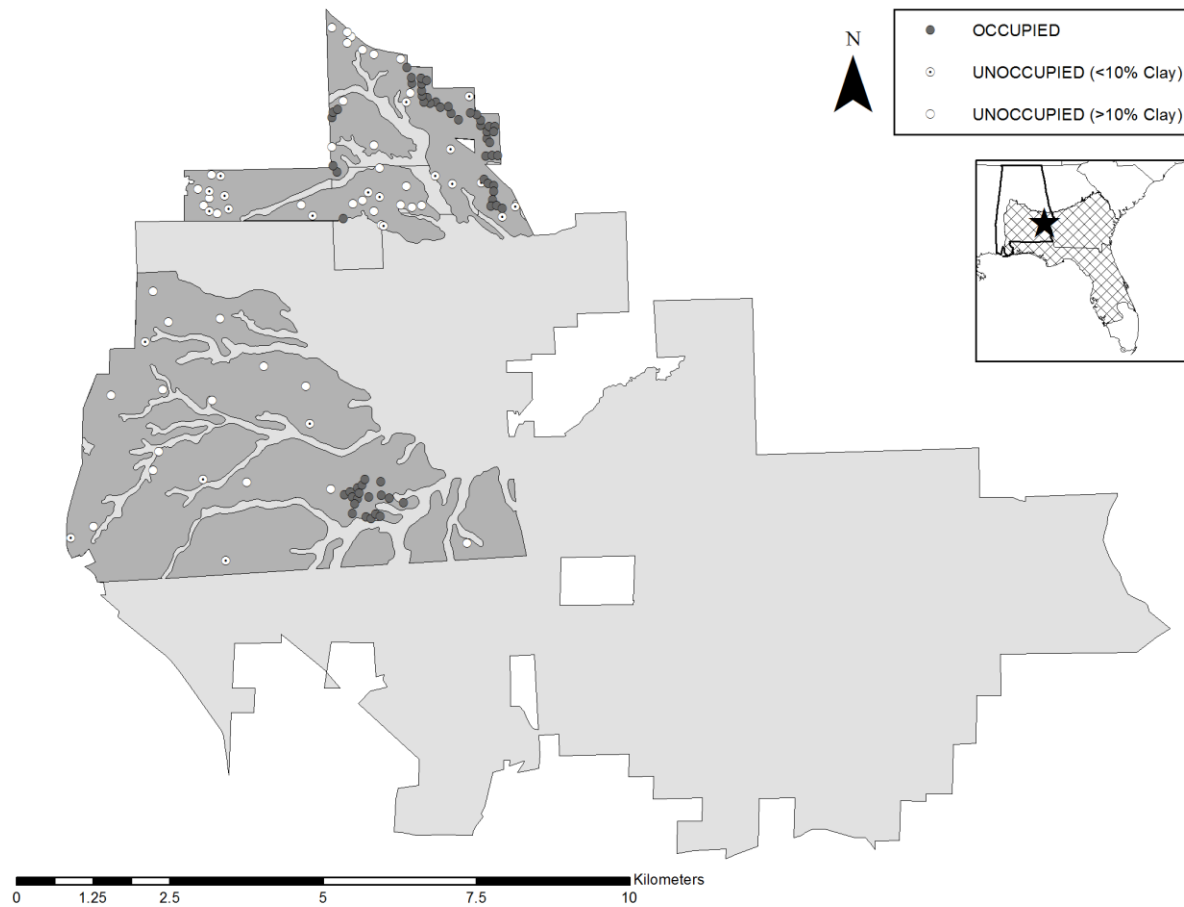 N
OCCUPIED
UNOCCUPIED (<10% Clay)
UNOCCUPIED (>10% Clay)
Kilometers
0 1.25 2.5 5 7.5 10